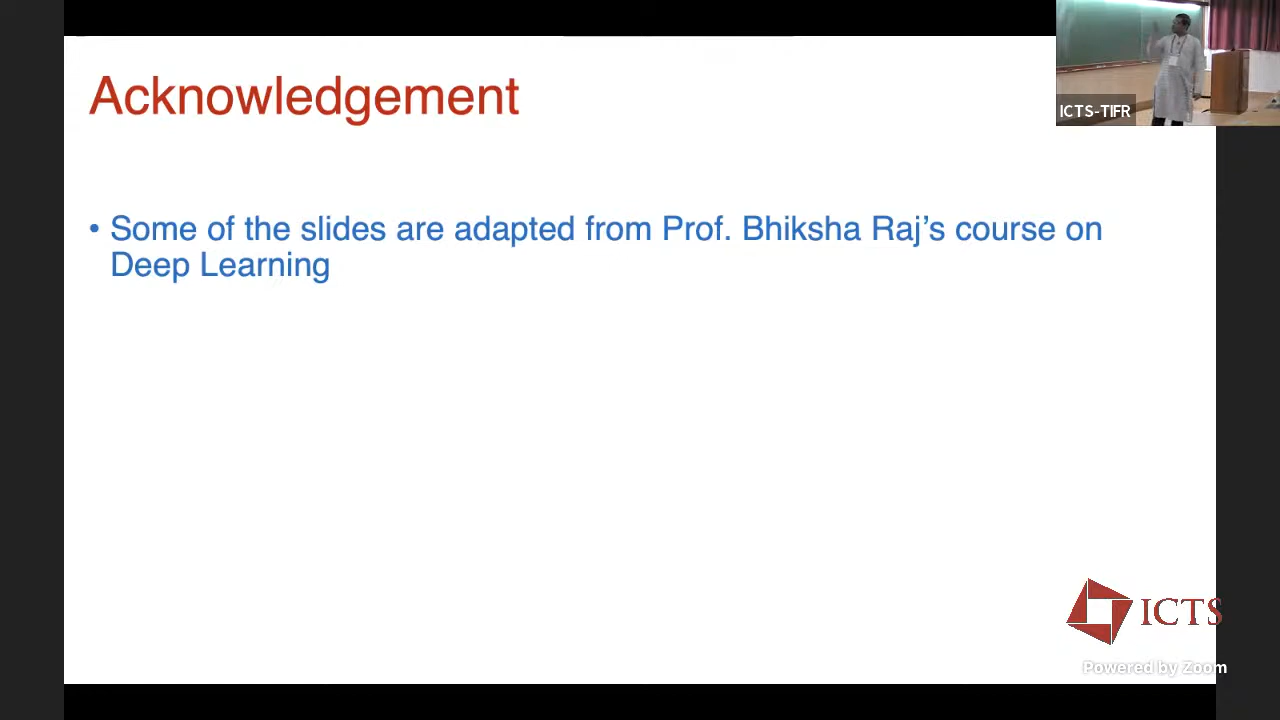 Acknowledgement
ICTS-TIFR
• Some of the slides are adapted from Prof. Bhiksha Raj’s course on
Deep Learning
ICTS
Powered by Zoom